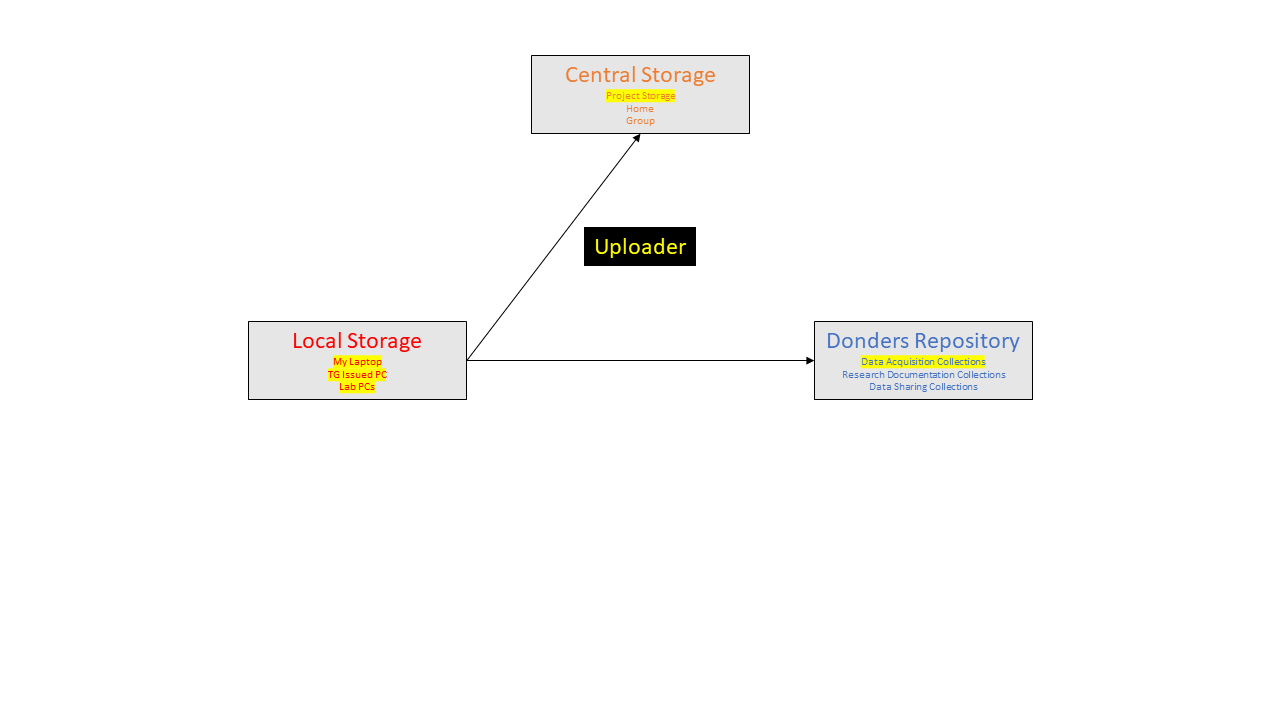 Central Storage
Project Storage
Home
Group
Uploader
Local Storage
My Laptop
TG Issued PC
Lab PCs
Donders Repository
Data Acquisition Collections
Research Documentation Collections
Data Sharing Collections